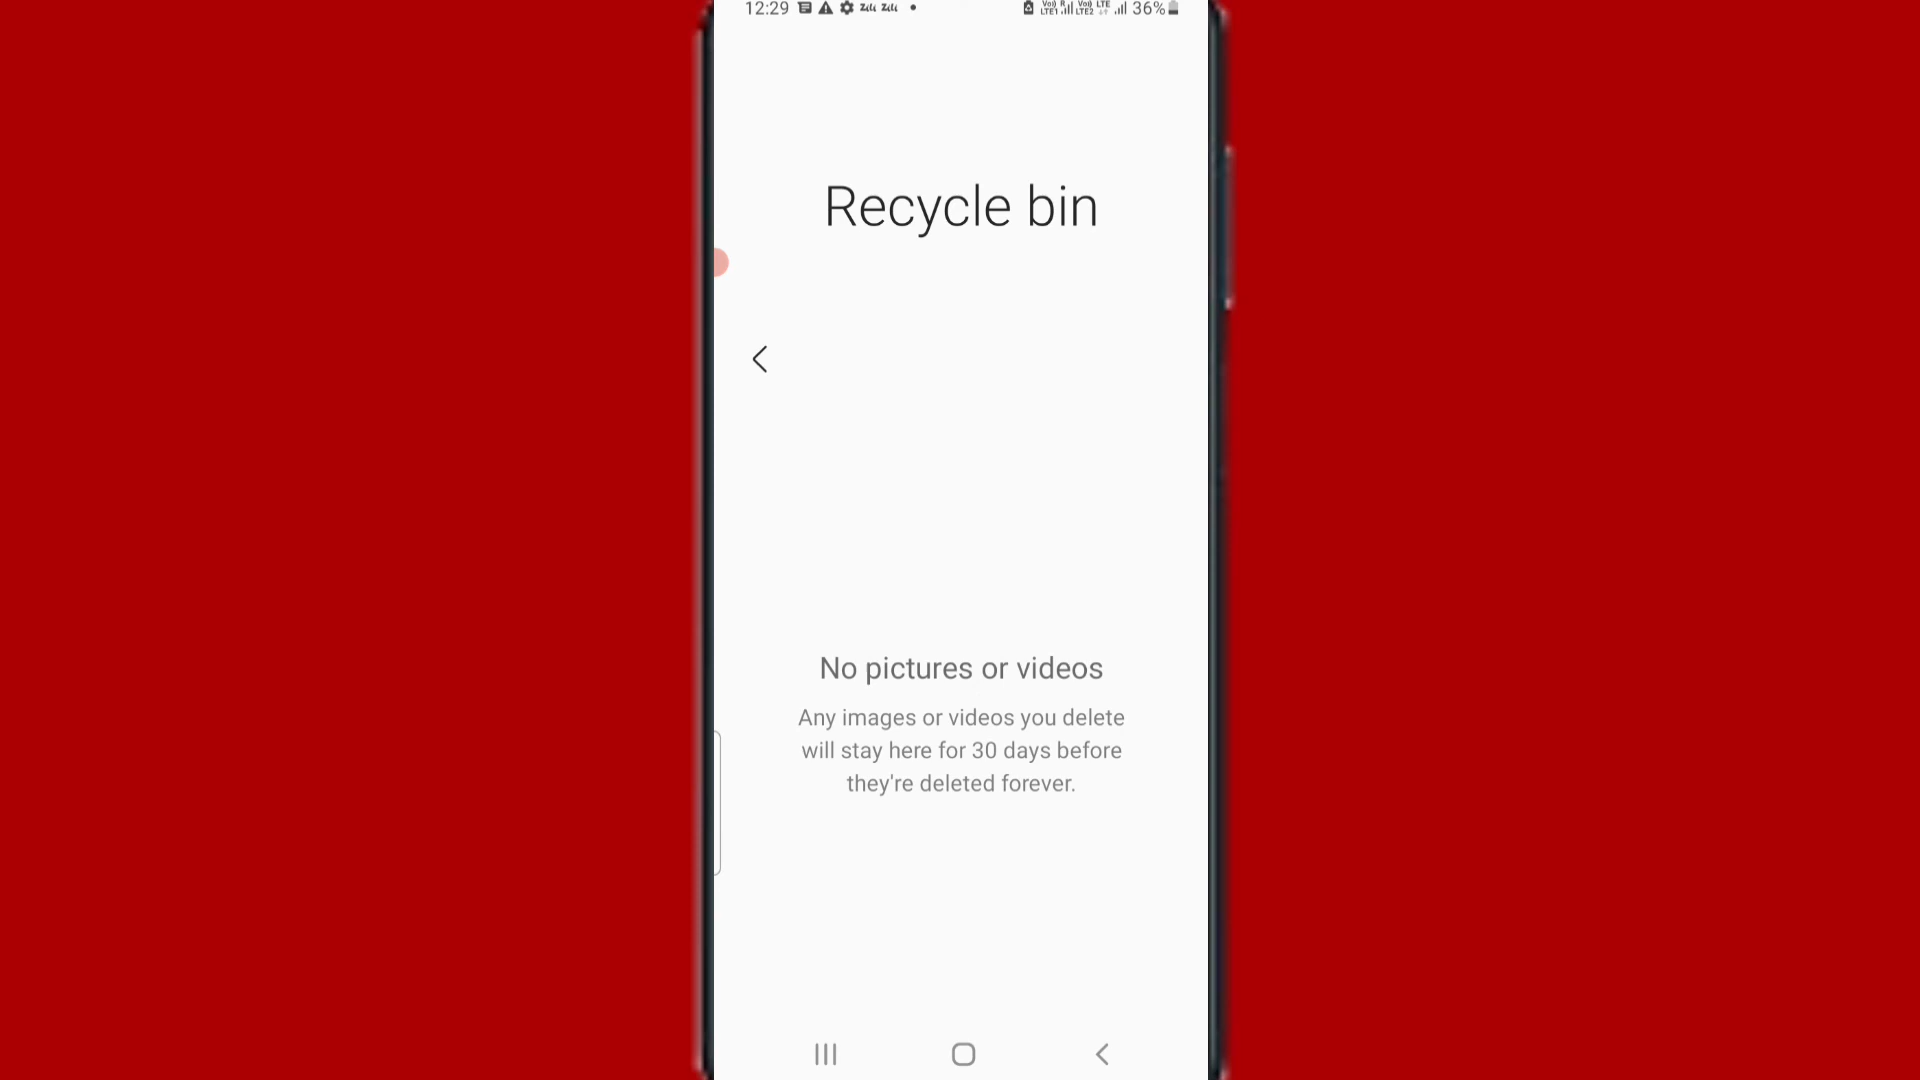 12:29 36%
Recycle bin
No pictures or videos
Any images or videos you delete
will stay here for 30 days before
they're deleted forever.